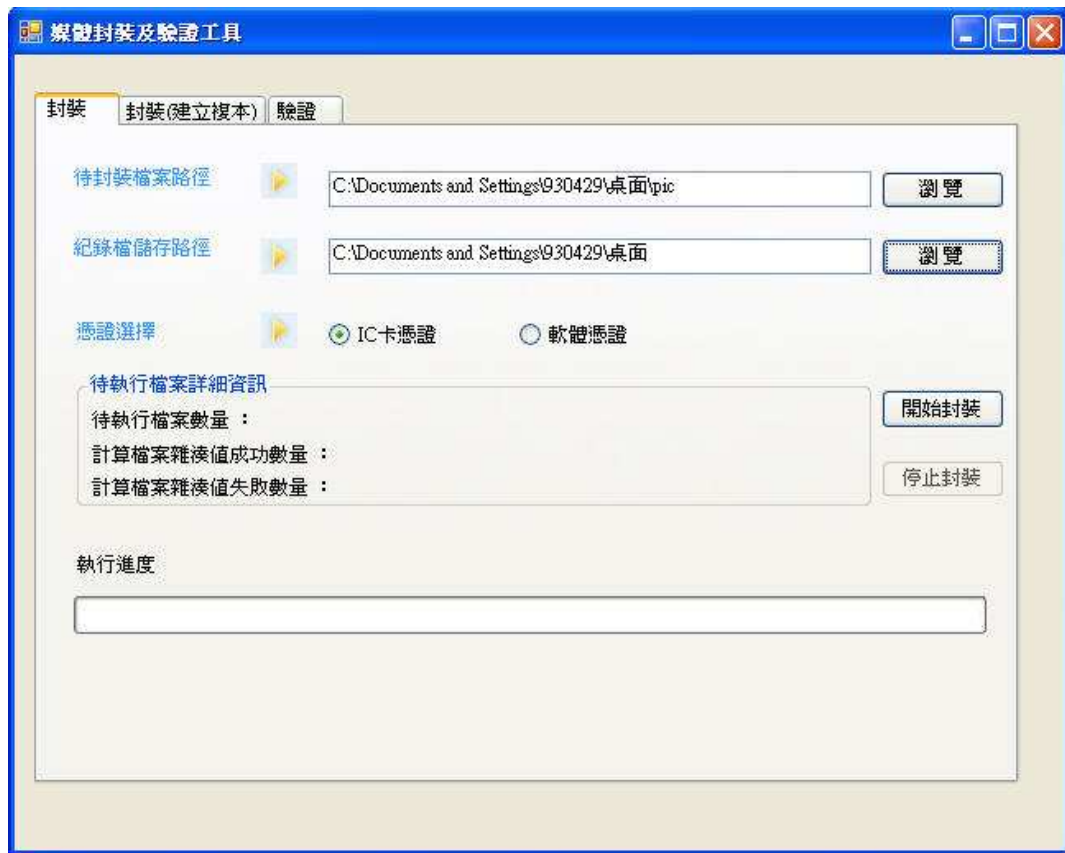 媒體封裝及驗證工具
封裝 封裝(建立複本) 驗證
待封裝檔案路徑 C:\Documents and Settings\930429\桌面\pic 瀏覽
紀錄檔儲存路徑 C:\Documents and Settings\930429\桌面 瀏覽
憑證選擇 IC卡憑證 軟體憑證
待執行檔案詳細資訊
待執行檔案數量 : 開始封裝
計算檔案雜湊值成功數量 :
計算檔案雜湊值失敗數量 : 停止封裝
執行進度